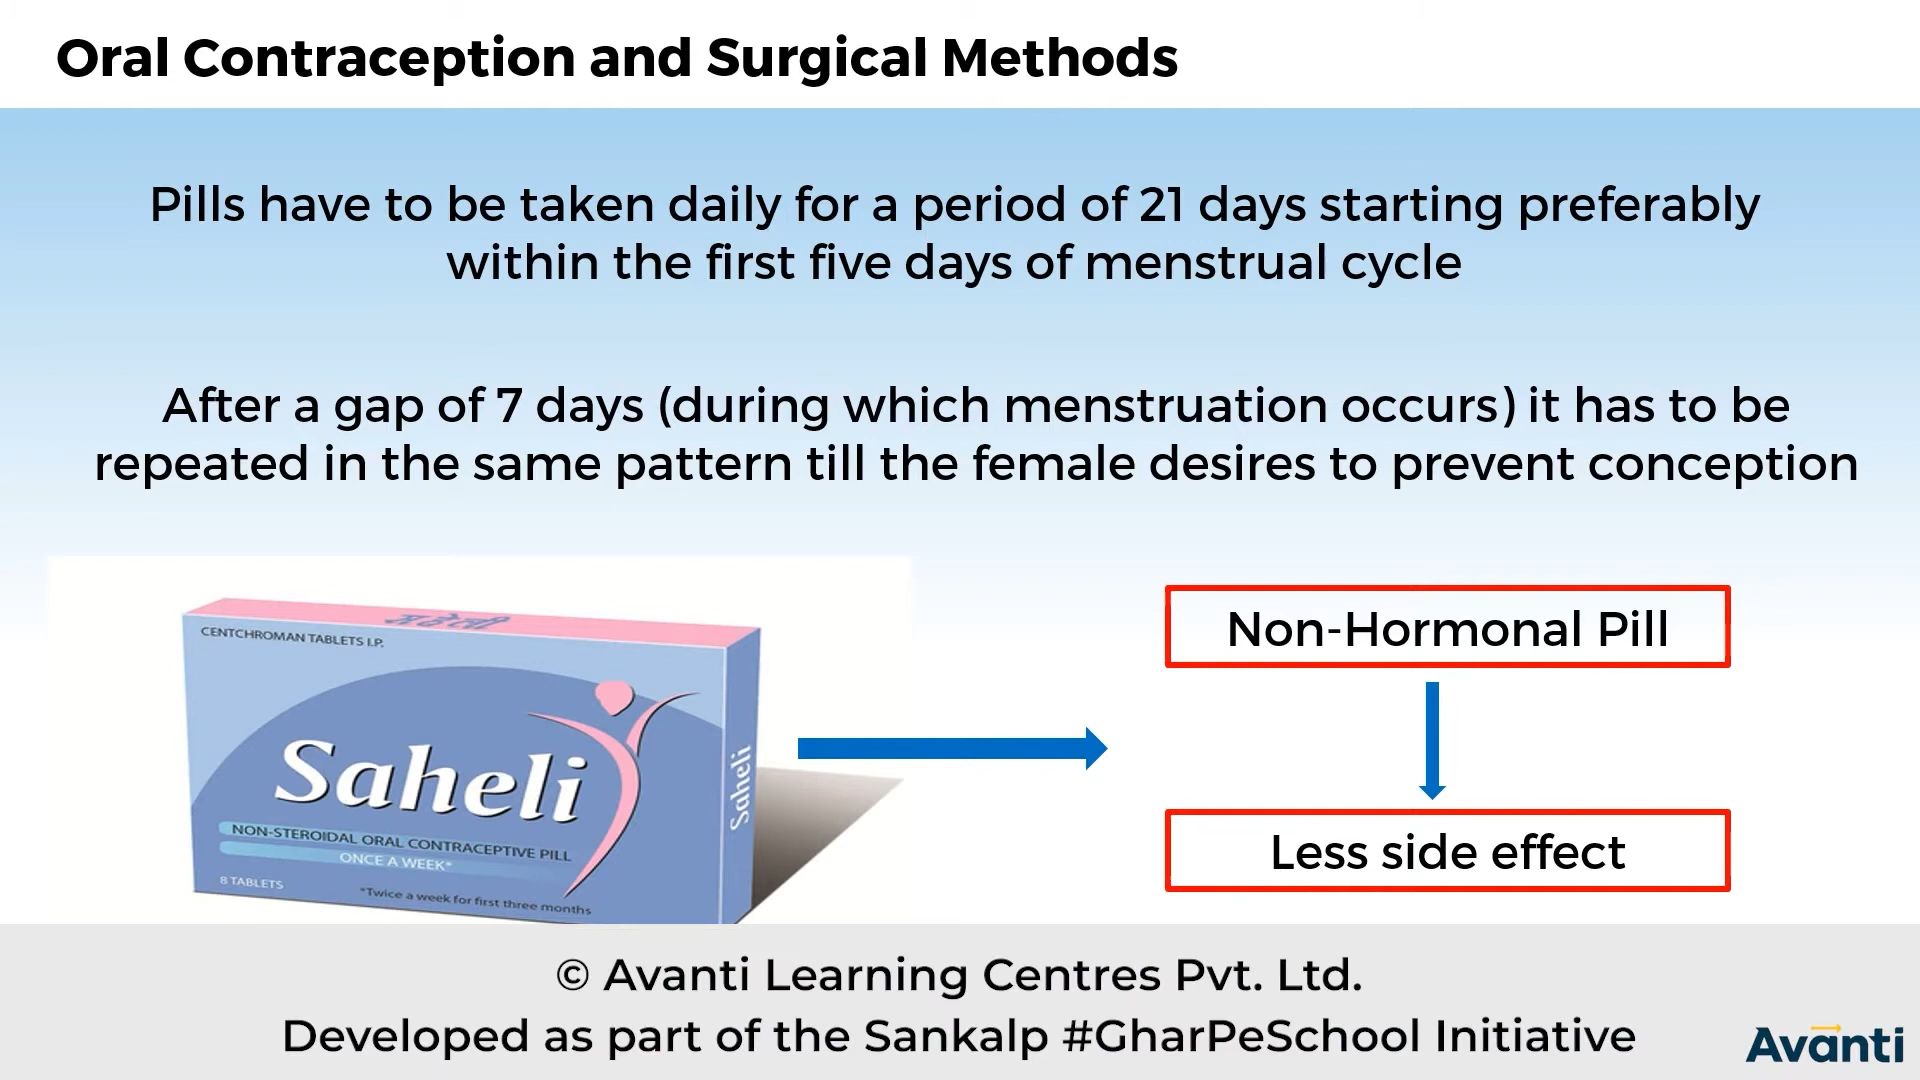 Oral Contraception and Surgical Methods
Pills have to be taken daily for a period of 21 days starting preferably
within the first five days of menstrual cycle
After a gap of 7 days (during which menstruation occurs) it has to be
repeated in the same pattern till the female desires to prevent conception
सहेली
CENTCHROMAN TABLETS I.P.
Saheli
Saheli
NON-STEROIDAL ORAL CONTRACEPTIVE PILL
ONCE A WEEK*
8 TABLETS
*Twice a week for first three months
Non-Hormonal Pill
Less side effect
© Avanti Learning Centres Pvt. Ltd.
Developed as part of the Sankalp #GharPeSchool Initiative
Avanti